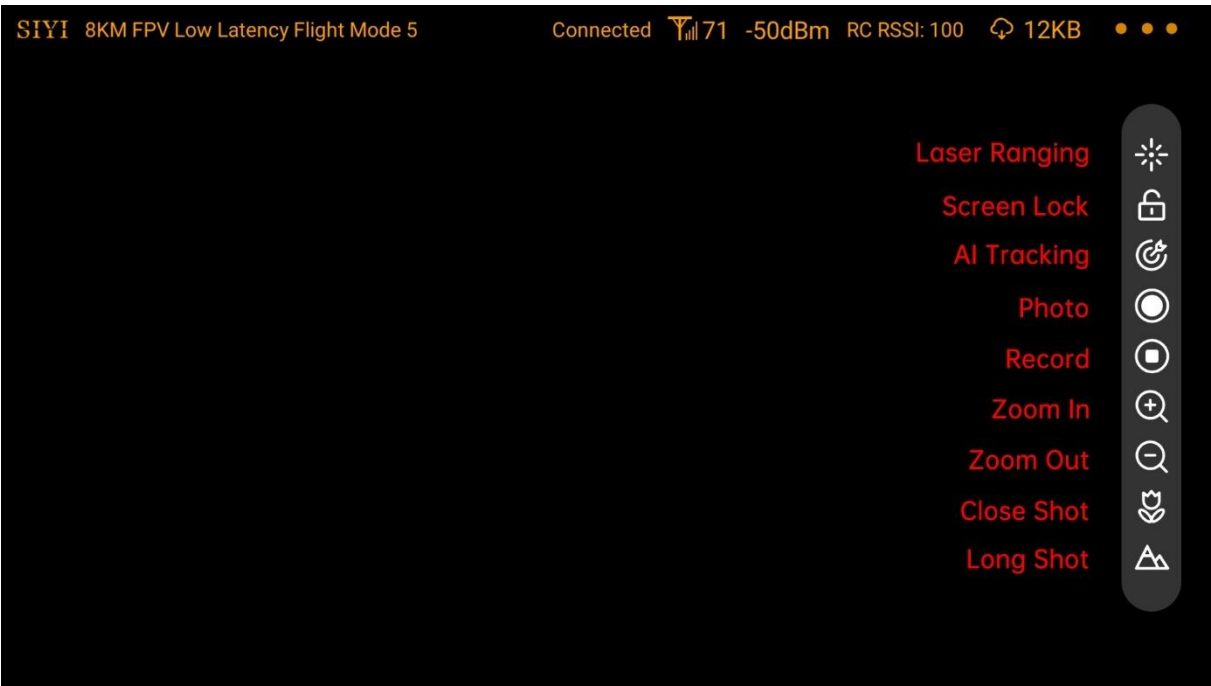 SIYI 8KM FPV Low Latency Flight Mode 5 Connected 71 -50dBm RC RSSI: 100 12KB
Laser Ranging
Screen Lock
AI Tracking
Photo
Record
Zoom In
Zoom Out
Close Shot
Long Shot